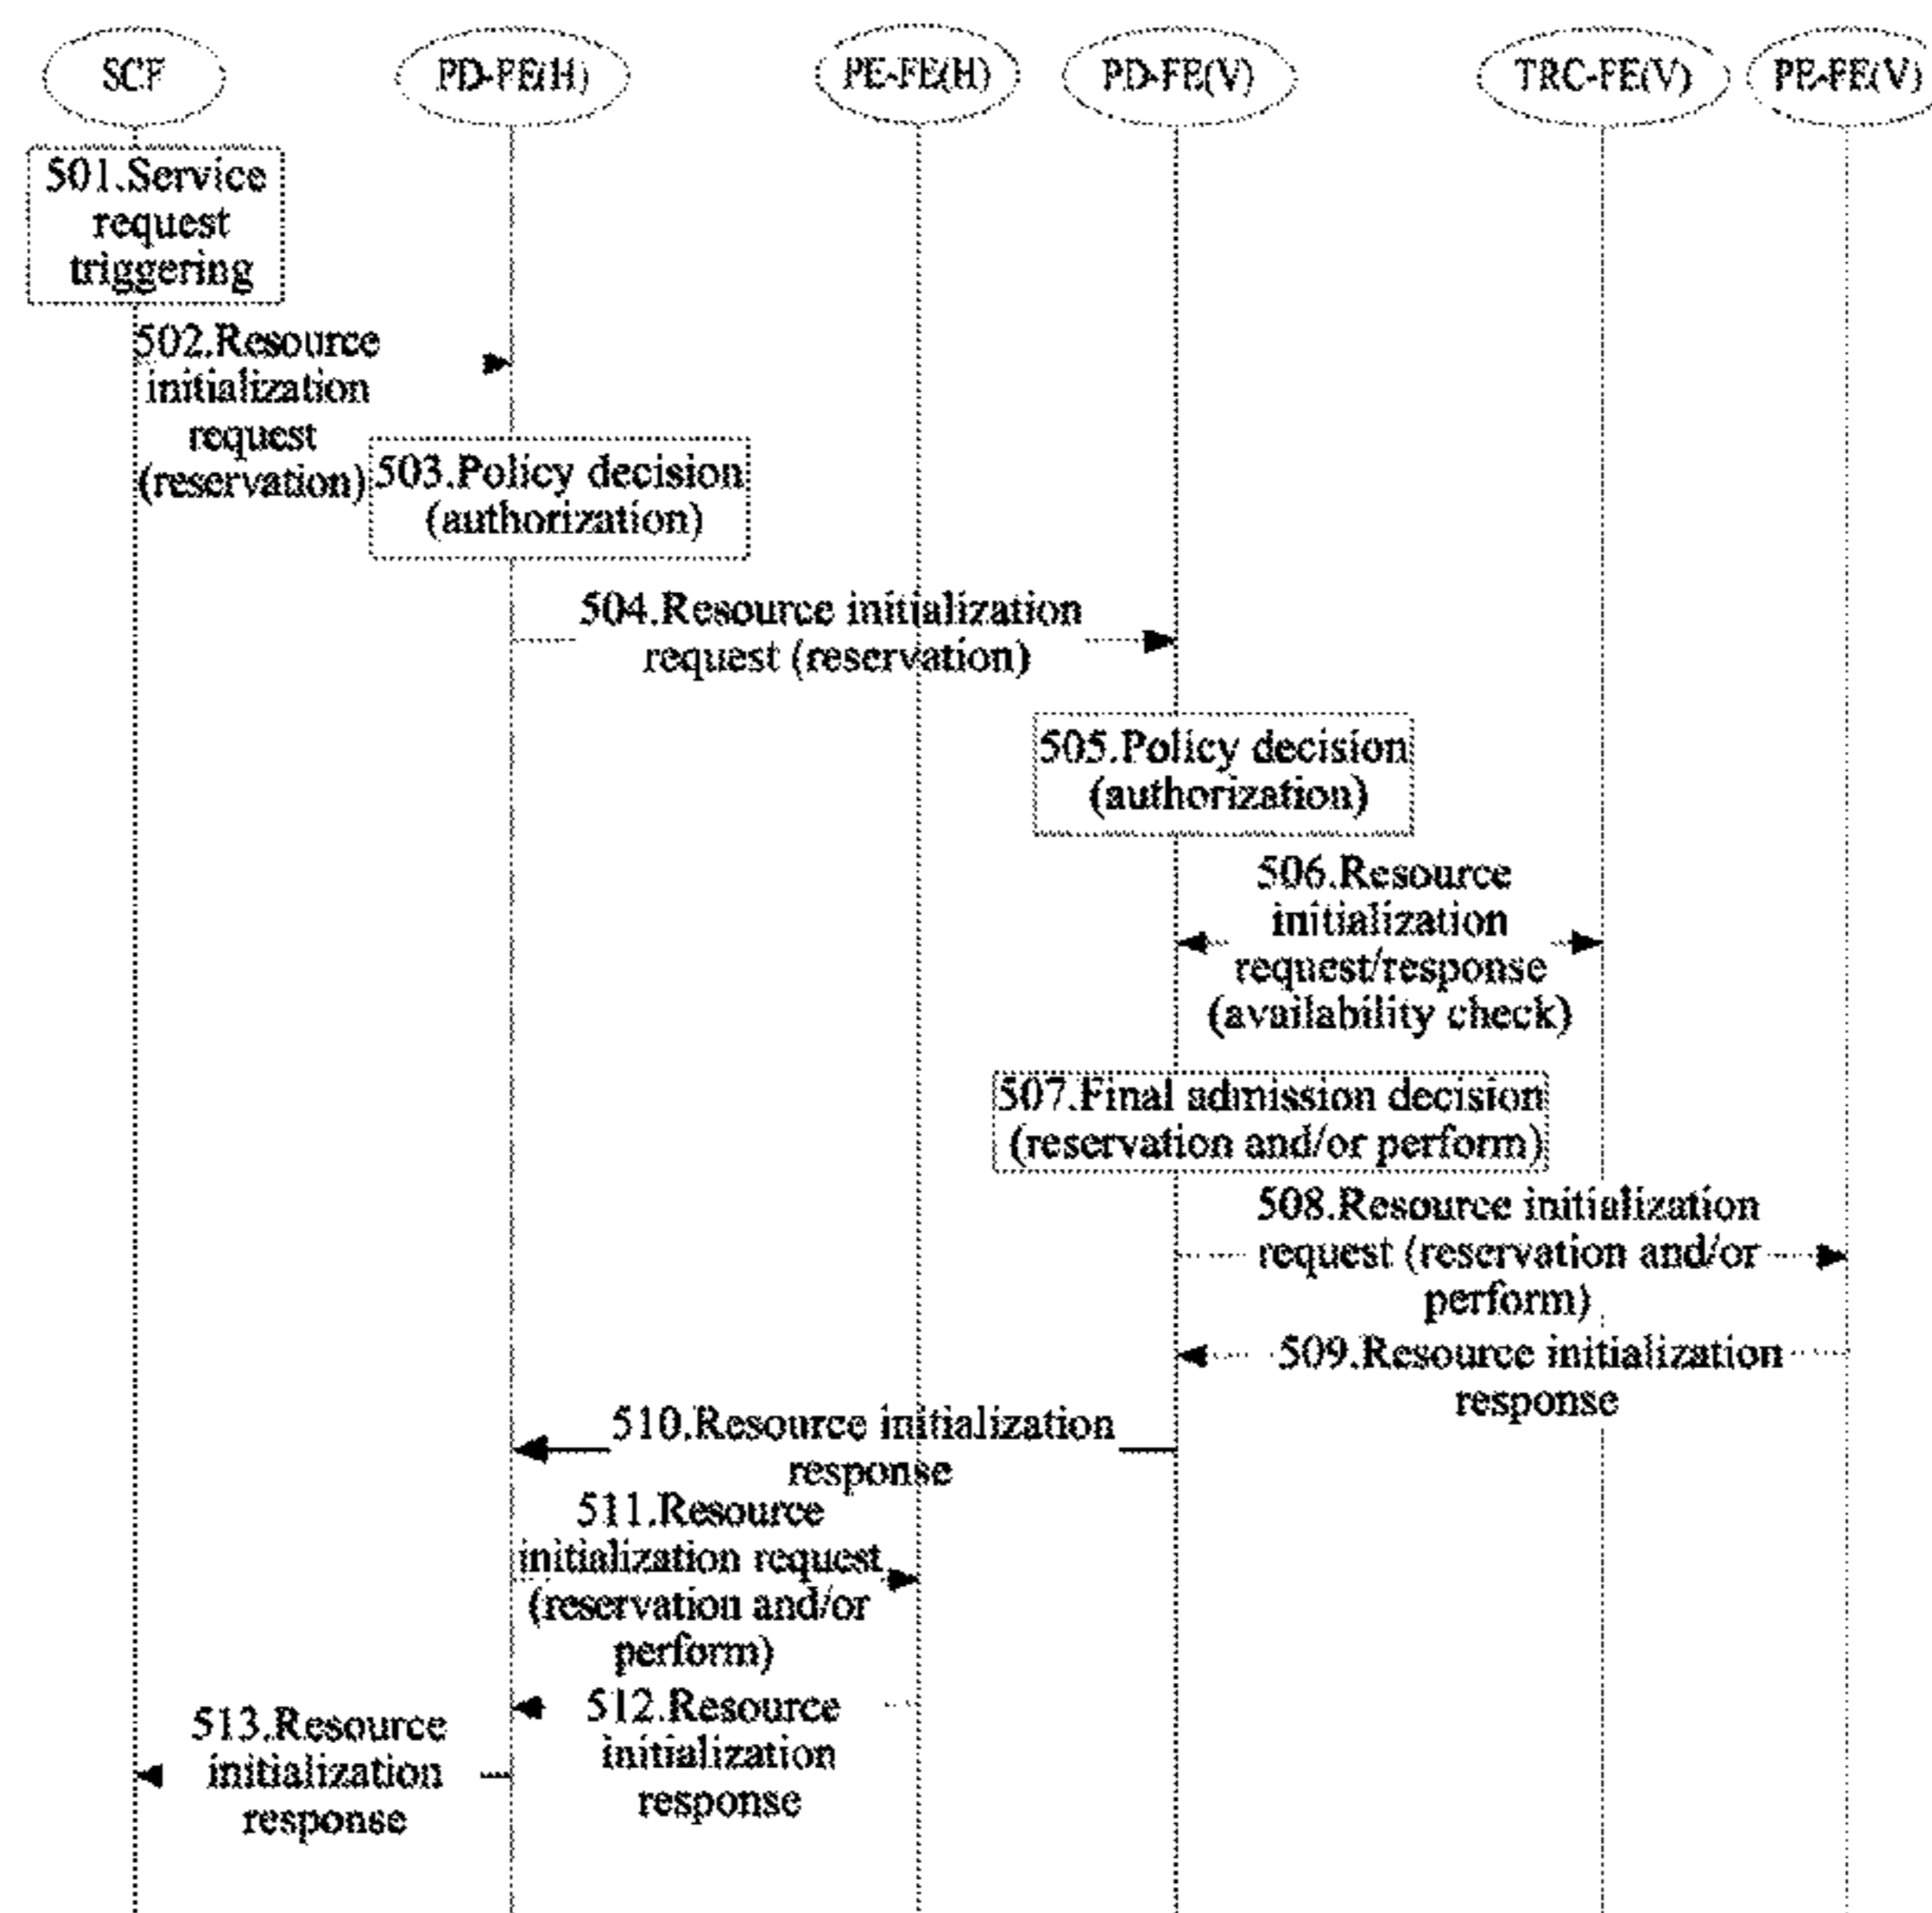 SCF
PD-FE(H)
PE-FE(H)
PD-FE(V)
TRC-FE(V)
PE-FE(V)
501.Service
request
triggering
502.Resource
initialization
request
(reservation)
503.Policy decision
(authorization)
504.Resource initialization
request (reservation)
505.Policy decision
(authorization)
506.Resource
initialization
request/response
(availability check)
507.Final admission decision
(reservation and/or perform)
508.Resource initialization
request (reservation and/or
perform)
509.Resource initialization
response
510.Resource initialization
response
511.Resource
initialization request
(reservation and/or
perform)
512.Resource
initialization
response
513.Resource
initialization
response